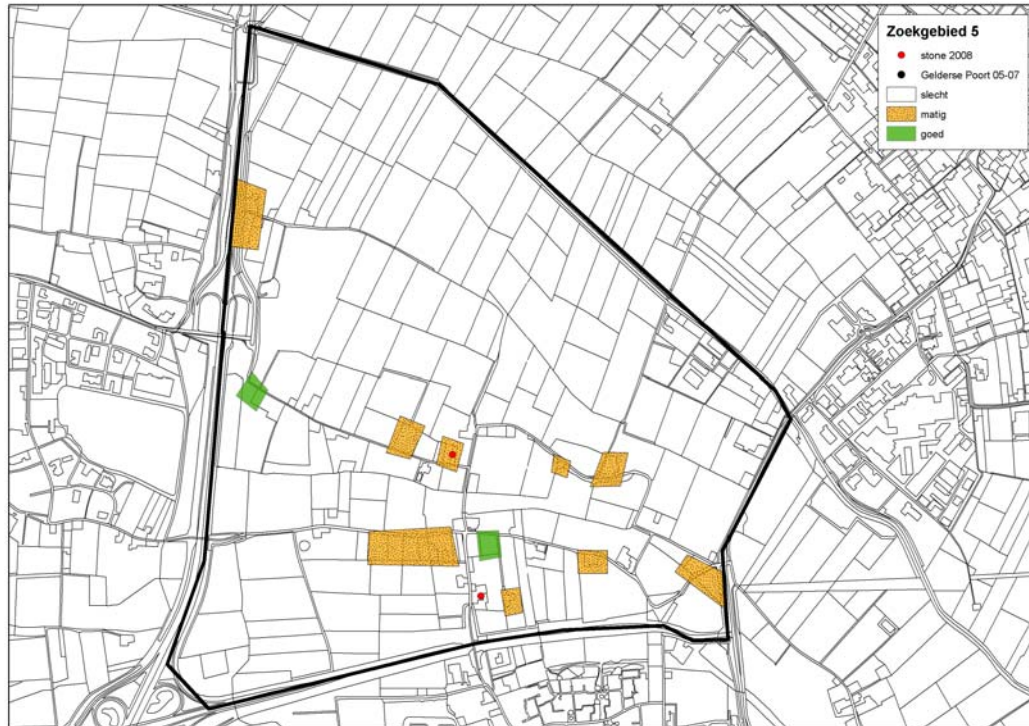 Zoekgebied 5
stone 2008
Gelderse Poort 05-07
slecht
matig
goed